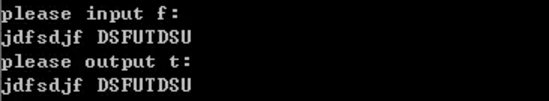 please input f:
jdfsdjf DSFUTDSU
please output t:
jdfsdjf DSFUTDSU